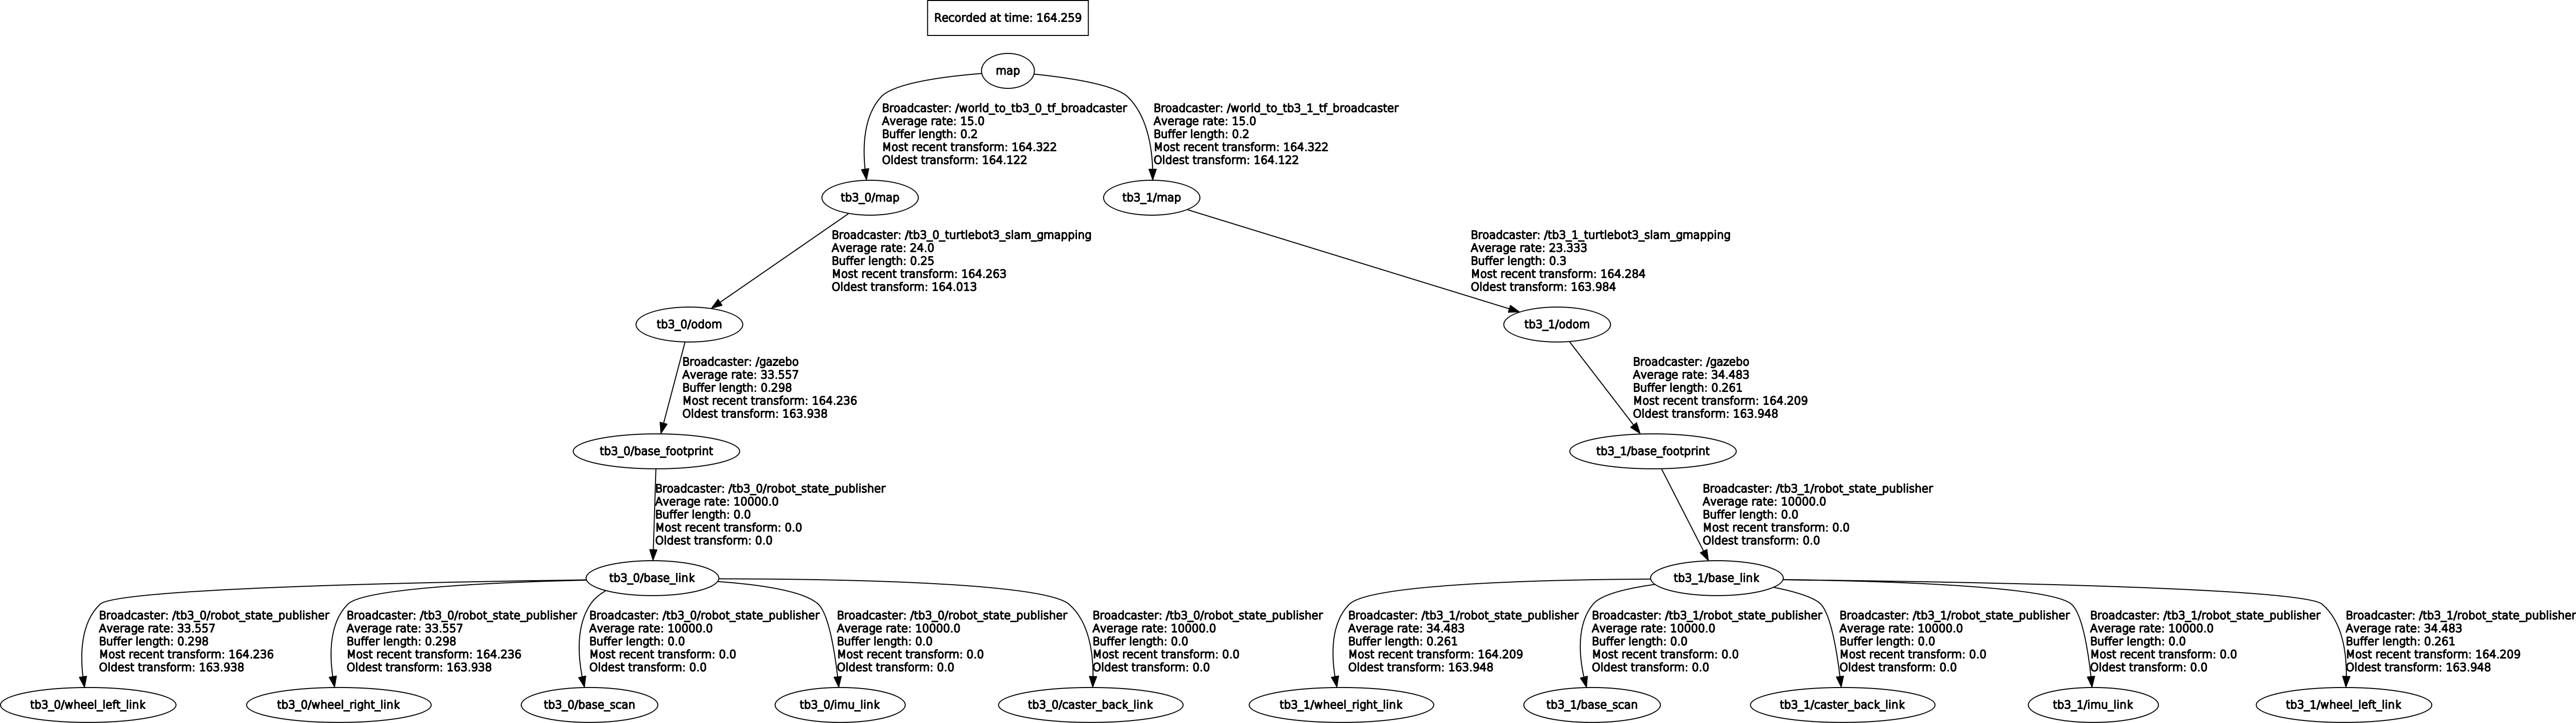 Recorded at time: 164.259
map
Broadcaster: /world_to_tb3_0_tf_broadcaster
Average rate: 15.0
Buffer length: 0.2
Most recent transform: 164.322
Oldest transform: 164.122
Broadcaster: /world_to_tb3_1_tf_broadcaster
Average rate: 15.0
Buffer length: 0.2
Most recent transform: 164.322
Oldest transform: 164.122
tb3_0/map
tb3_1/map
Broadcaster: /tb3_0_turtlebot3_slam_gmapping
Average rate: 24.0
Buffer length: 0.25
Most recent transform: 164.263
Oldest transform: 164.013
Broadcaster: /tb3_1_turtlebot3_slam_gmapping
Average rate: 23.333
Buffer length: 0.3
Most recent transform: 164.284
Oldest transform: 163.984
tb3_0/odom
tb3_1/odom
Broadcaster: /gazebo
Average rate: 33.557
Buffer length: 0.298
Most recent transform: 164.236
Oldest transform: 163.938
Broadcaster: /gazebo
Average rate: 34.483
Buffer length: 0.261
Most recent transform: 164.209
Oldest transform: 163.948
tb3_0/base_footprint
tb3_1/base_footprint
Broadcaster: /tb3_0/robot_state_publisher
Average rate: 10000.0
Buffer length: 0.0
Most recent transform: 0.0
Oldest transform: 0.0
Broadcaster: /tb3_1/robot_state_publisher
Average rate: 10000.0
Buffer length: 0.0
Most recent transform: 0.0
Oldest transform: 0.0
tb3_0/base_link
tb3_1/base_link
Broadcaster: /tb3_0/robot_state_publisher
Average rate: 33.557
Buffer length: 0.298
Most recent transform: 164.236
Oldest transform: 163.938
Broadcaster: /tb3_0/robot_state_publisher
Average rate: 33.557
Buffer length: 0.298
Most recent transform: 164.236
Oldest transform: 163.938
Broadcaster: /tb3_0/robot_state_publisher
Average rate: 10000.0
Buffer length: 0.0
Most recent transform: 0.0
Oldest transform: 0.0
Broadcaster: /tb3_0/robot_state_publisher
Average rate: 10000.0
Buffer length: 0.0
Most recent transform: 0.0
Oldest transform: 0.0
Broadcaster: /tb3_0/robot_state_publisher
Average rate: 10000.0
Buffer length: 0.0
Most recent transform: 0.0
Oldest transform: 0.0
Broadcaster: /tb3_1/robot_state_publisher
Average rate: 34.483
Buffer length: 0.261
Most recent transform: 164.209
Oldest transform: 163.948
Broadcaster: /tb3_1/robot_state_publisher
Average rate: 10000.0
Buffer length: 0.0
Most recent transform: 0.0
Oldest transform: 0.0
Broadcaster: /tb3_1/robot_state_publisher
Average rate: 10000.0
Buffer length: 0.0
Most recent transform: 0.0
Oldest transform: 0.0
Broadcaster: /tb3_1/robot_state_publisher
Average rate: 10000.0
Buffer length: 0.0
Most recent transform: 0.0
Oldest transform: 0.0
Broadcaster: /tb3_1/robot_state_publisher
Average rate: 34.483
Buffer length: 0.261
Most recent transform: 164.209
Oldest transform: 163.948
tb3_0/wheel_left_link
tb3_0/wheel_right_link
tb3_0/base_scan
tb3_0/imu_link
tb3_0/caster_back_link
tb3_1/wheel_right_link
tb3_1/base_scan
tb3_1/caster_back_link
tb3_1/imu_link
tb3_1/wheel_left_link